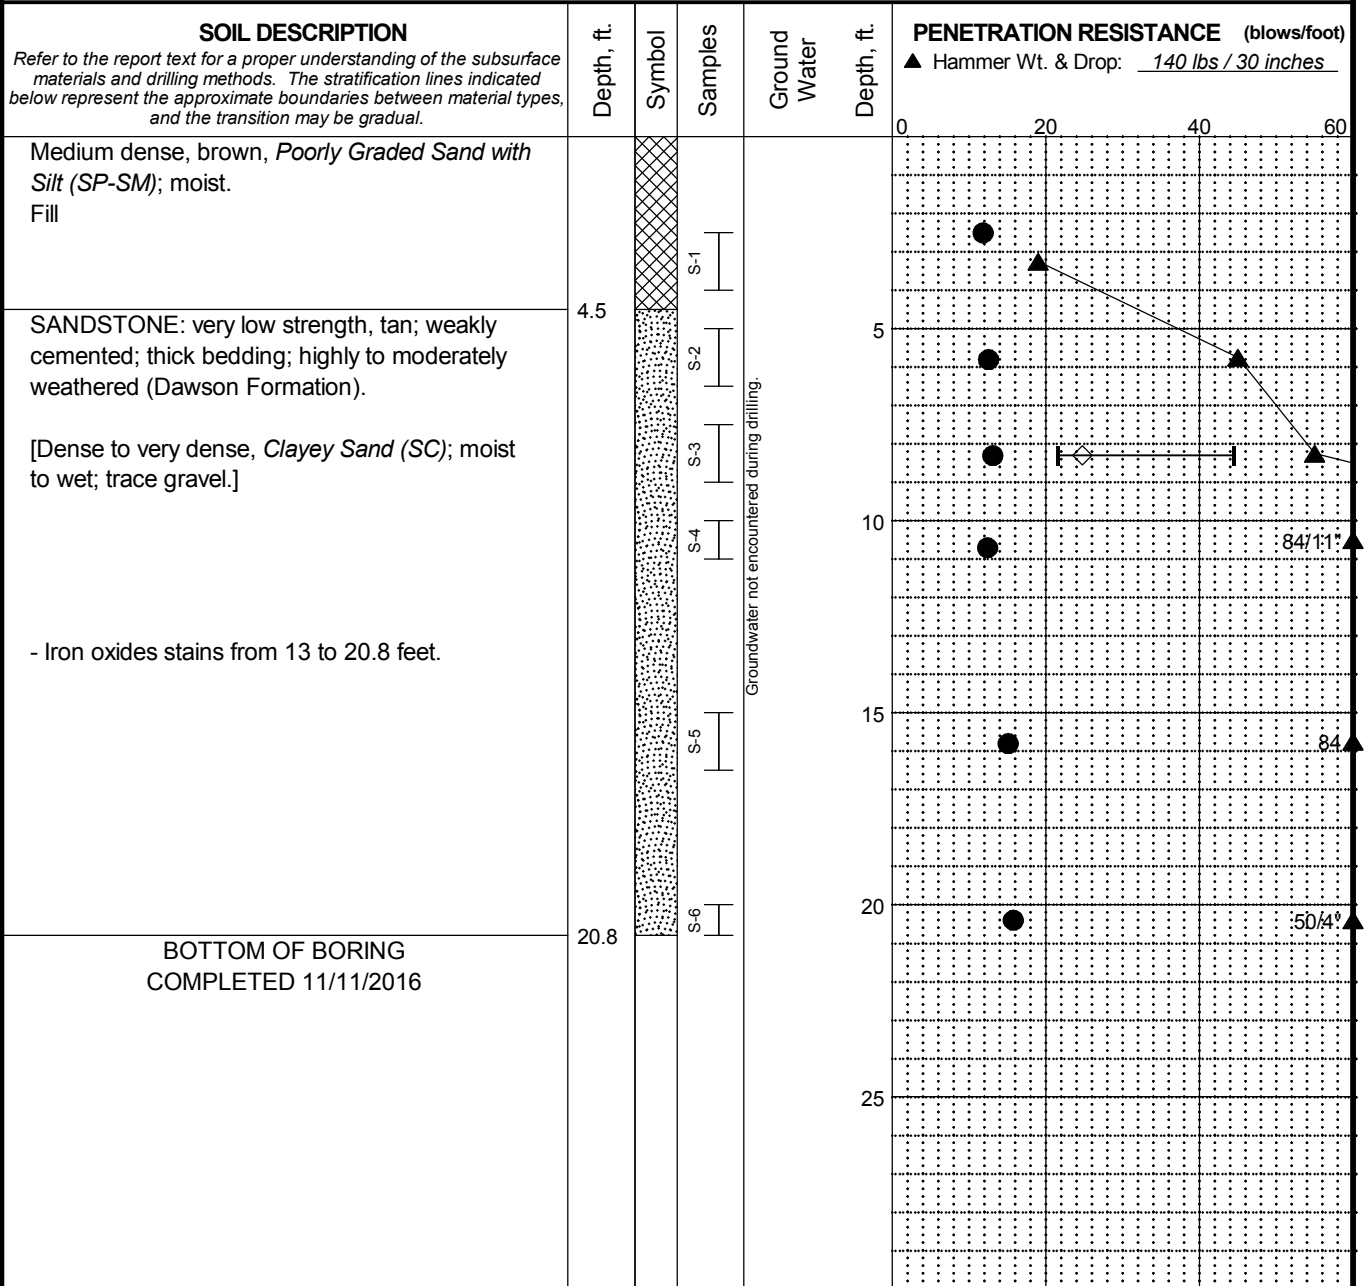 SOIL DESCRIPTION
Refer to the report text for a proper understanding of the subsurface
materials and drilling methods. The stratification lines indicated
below represent the approximate boundaries between material types,
and the transition may be gradual.
Depth, ft.
Symbol
Samples
Ground
Water
Depth, ft.
PENETRATION RESISTANCE (blows/foot)
▲ Hammer Wt. & Drop: 140 lbs / 30 inches
0 20 40 60
Medium dense, brown, Poorly Graded Sand with
Silt (SP-SM); moist.
Fill
S-1
4.5
SANDSTONE: very low strength, tan; weakly
cemented; thick bedding; highly to moderately
weathered (Dawson Formation).
[Dense to very dense, Clayey Sand (SC); moist
to wet; trace gravel.]
- Iron oxides stains from 13 to 20.8 feet.
S-2
S-3
S-4
S-5
S-6
20.8
BOTTOM OF BORING
COMPLETED 11/11/2016
Groundwater not encountered during drilling.
5
10
84/11"
15
84
20
50/4"
25